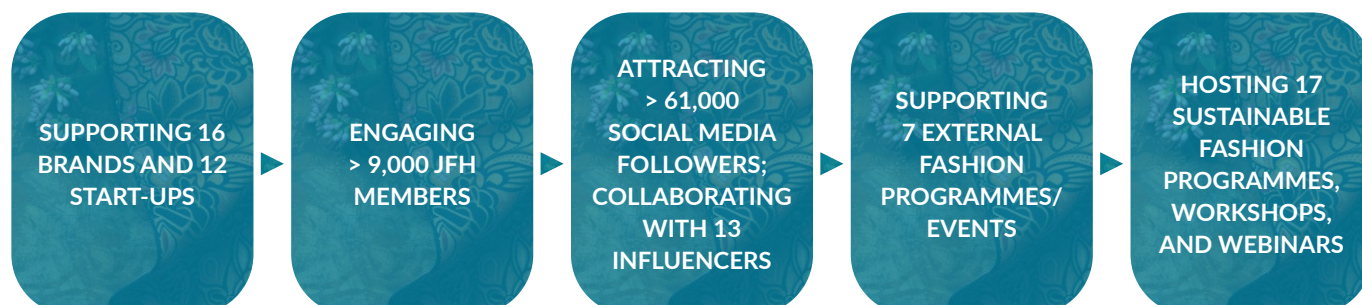 SUPPORTING 16
BRANDS AND 12
START-UPS
ENGAGING
> 9,000 JFH
MEMBERS
ATTRACTING
> 61,000
SOCIAL MEDIA
FOLLOWERS;
COLLABORATING
WITH 13
INFLUENCERS
SUPPORTING
7 EXTERNAL
FASHION
PROGRAMMES/
EVENTS
HOSTING 17
SUSTAINABLE
FASHION
PROGRAMMES,
WORKSHOPS,
AND WEBINARS